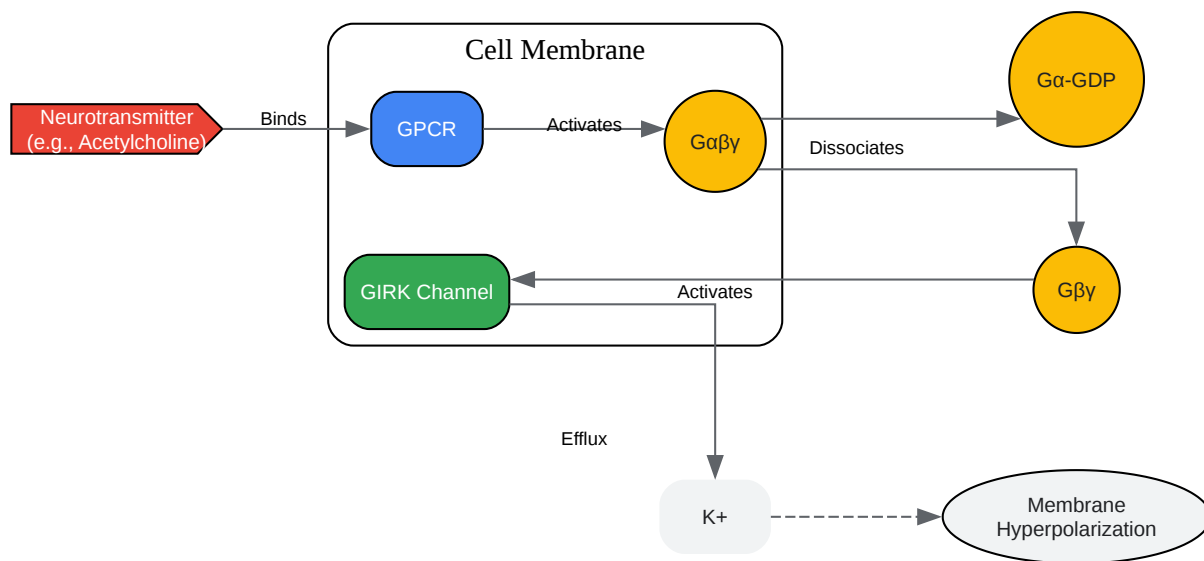 Cell Membrane
Neurotransmitter
(e.g., Acetylcholine)
Binds
GPCR
Activates
Gαβγ
Gα-GDP
Dissociates
GIRK Channel
Activates
Gβγ
Efflux
K+
Membrane
Hyperpolarization